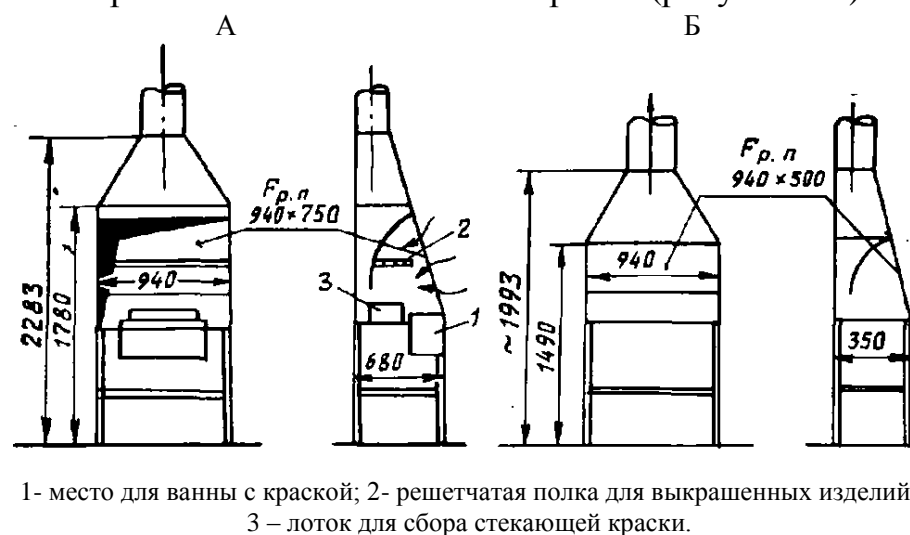 А Б
F р. п
940×750
2
940
3
1
2283
1780
680
F р. п
940×500
940
≈1993
1490
350
1- место для ванны с краской; 2- решетчатая полка для выкрашенных изделий
3 – лоток для сбора стекающей краски.